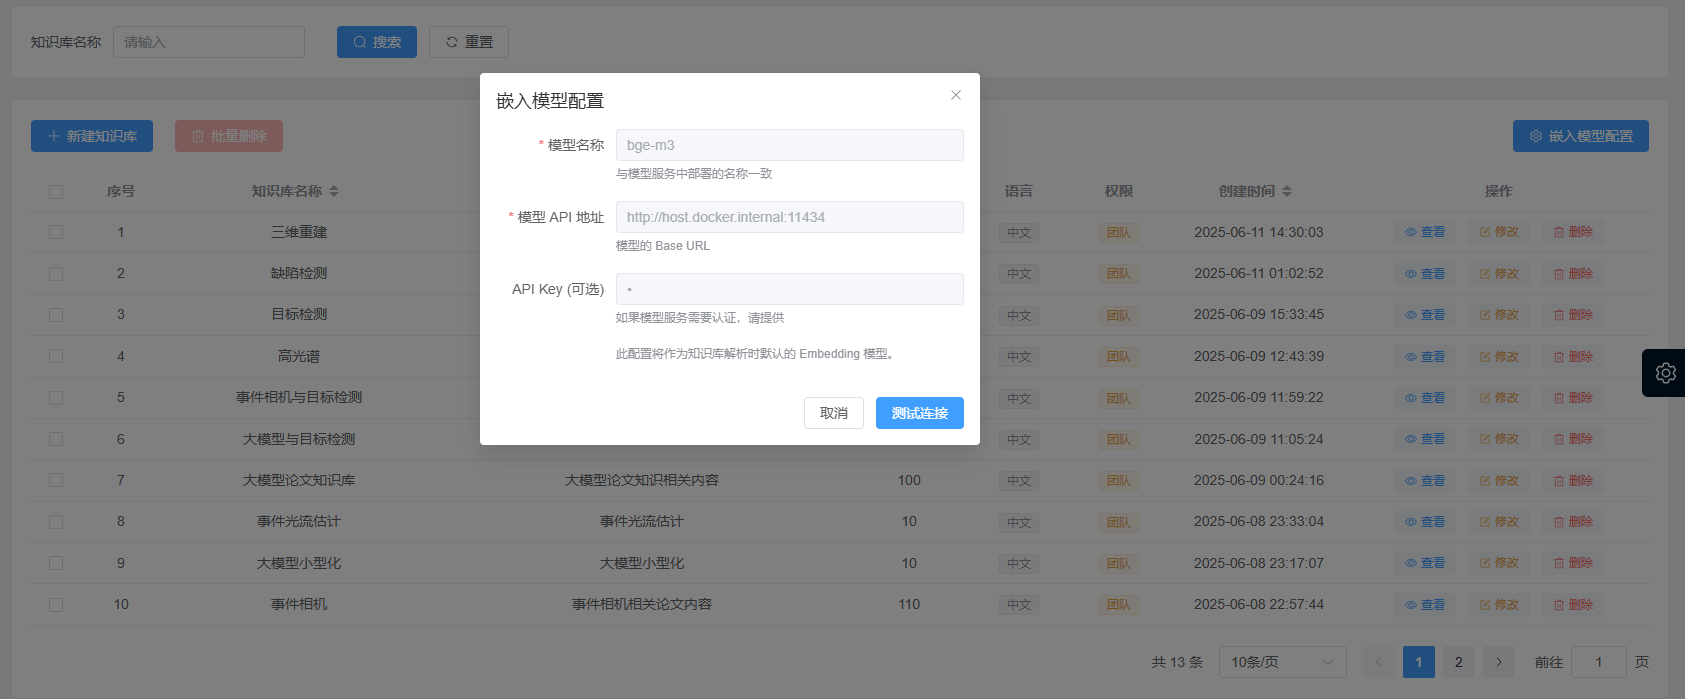 知识库名称 请输入 搜索 重置
嵌入模型配置
* 模型名称 bge-m3
与模型服务中部署的名称一致
* 模型 API 地址 http://host.docker.internal:11434
模型的 Base URL
API Key (可选) •
如果模型服务需要认证，请提供
此配置将作为知识库解析时默认的 Embedding 模型。
取消 测试连接
新建知识库 批量删除 嵌入模型配置
序号 知识库名称 语言 权限 创建时间 操作
1 三维重建 中文 团队 2025-06-11 14:30:03 查看 修改 删除
2 缺陷检测 中文 团队 2025-06-11 01:02:52 查看 修改 删除
3 目标检测 中文 团队 2025-06-09 15:33:45 查看 修改 删除
4 高光谱 中文 团队 2025-06-09 12:43:39 查看 修改 删除
5 事件相机与目标检测 中文 团队 2025-06-09 11:59:22 查看 修改 删除
6 大模型与目标检测 中文 团队 2025-06-09 11:05:24 查看 修改 删除
7 大模型论文知识库 大模型论文知识相关内容 100 中文 团队 2025-06-09 00:24:16 查看 修改 删除
8 事件光流估计 事件光流估计 10 中文 团队 2025-06-08 23:33:04 查看 修改 删除
9 大模型小型化 大模型小型化 10 中文 团队 2025-06-08 23:17:07 查看 修改 删除
10 事件相机 事件相机相关论文内容 110 中文 团队 2025-06-08 22:57:44 查看 修改 删除
共 13 条 10条/页 1 2 前往 1 页